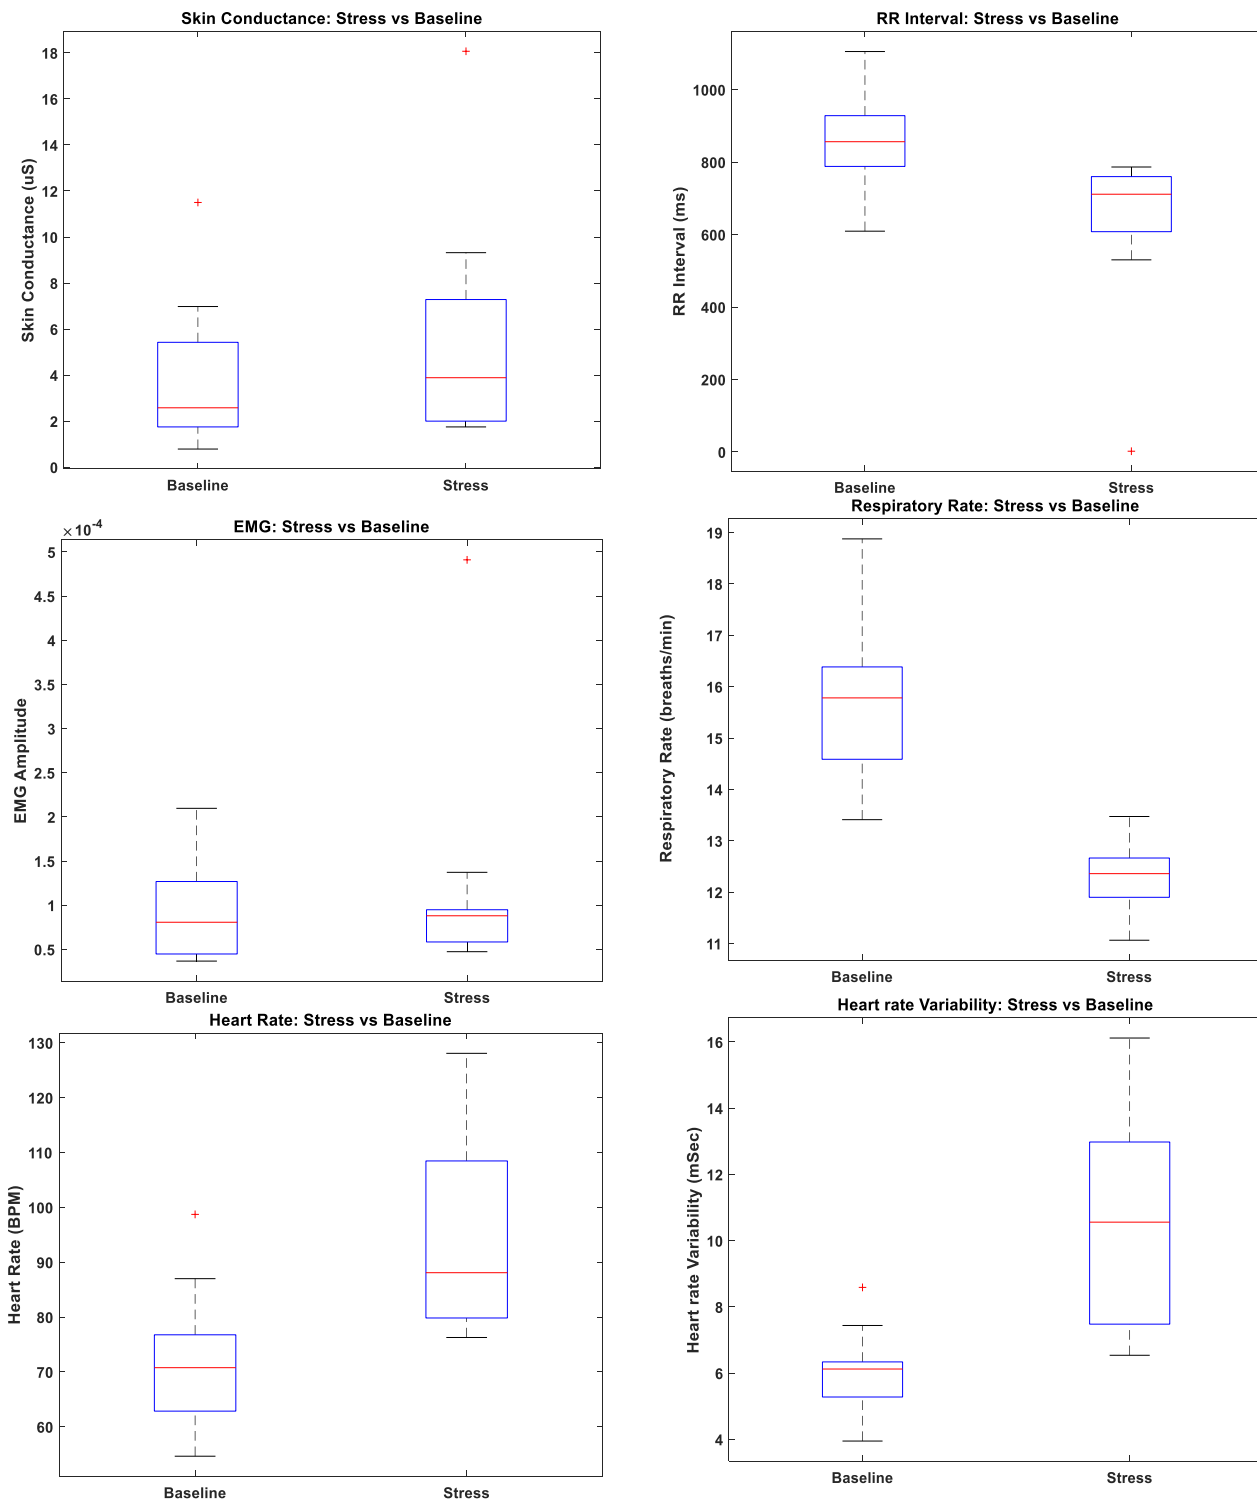 Skin Conductance: Stress vs Baseline
Skin Conductance (uS)
18
16
14
12
10
8
6
4
2
0
Baseline Stress
RR Interval: Stress vs Baseline
RR Interval (ms)
1000
800
600
400
200
0
Baseline Stress
EMG: Stress vs Baseline
×10-4
EMG Amplitude
5
4.5
4
3.5
3
2.5
2
1.5
1
0.5
Baseline Stress
Respiratory Rate: Stress vs Baseline
Respiratory Rate (breaths/min)
19
18
17
16
15
14
13
12
11
Baseline Stress
Heart Rate: Stress vs Baseline
Heart Rate (BPM)
130
120
110
100
90
80
70
60
Baseline Stress
Heart rate Variability: Stress vs Baseline
Heart rate Variability (mSec)
16
14
12
10
8
6
4
Baseline Stress